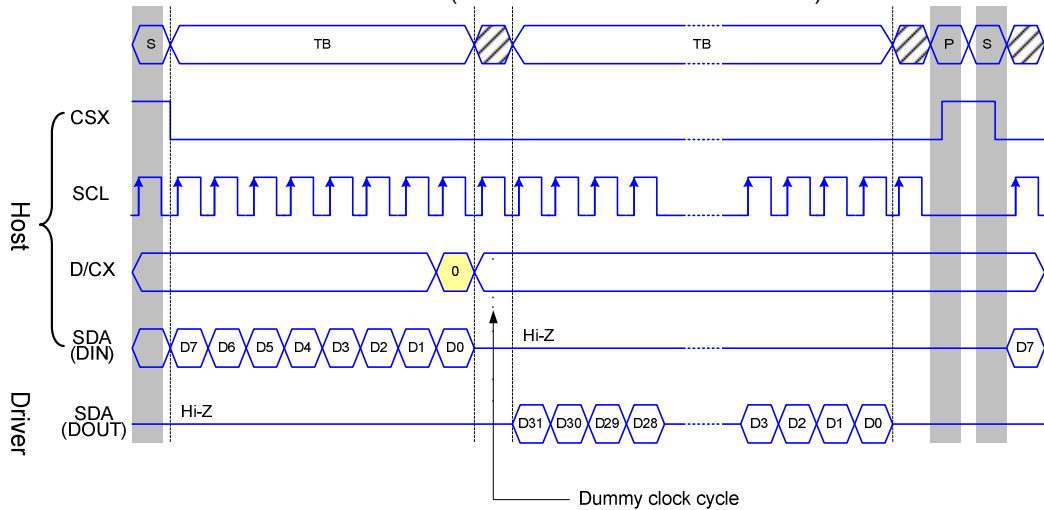 S TB TB P S
CSX
SCL
D/CX 0
SDA
(DIN) D7 D6 D5 D4 D3 D2 D1 D0 Hi-Z D7
SDA
(DOUT) Hi-Z D31 D30 D29 D28 D3 D2 D1 D0
Host
Driver
Dummy clock cycle